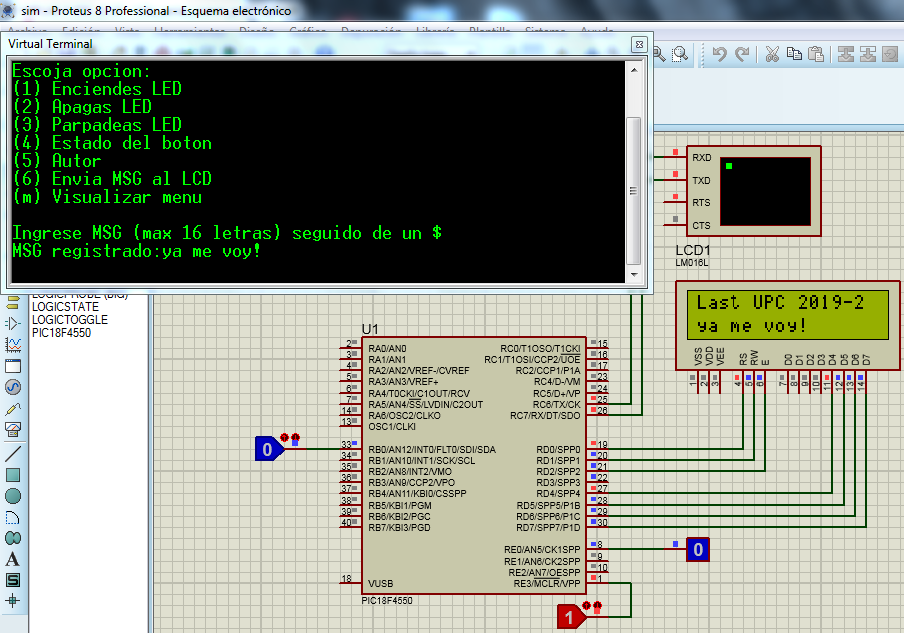 sim - Proteus 8 Professional - Esquema electrónico
Virtual Terminal
Escoja opcion:
(1) Enciendes LED
(2) Apagas LED
(3) Parpadeas LED
(4) Estado del boton
(5) Autor
(6) Envia MSG al LCD
(m) Visualizar menu
Ingrese MSG (max 16 letras) seguido de un $
MSG registrado:ya me voy!
LOGICPROBE (BIG)
LOGICSTATE
LOGICTOGGLE
PIC18F4550
RXD
TXD
RTS
CTS
LCD1
LM016L
Last UPC 2019-2
ya me voy!
VSS VDD VEE RS RW E D0 D1 D2 D3 D4 D5 D6 D7
1 2 3 4 5 6 7 8 9 10 11 12 13 14
U1
2 RA0/AN0 RC0/T1OSO/T1CKI 15
3 RA1/AN1 RC1/T1OSI/CCP2/UOE 16
4 RA2/AN2/VREF-/CVREF RC2/CCP1/P1A 17
5 RA3/AN3/VREF+ RC4/D-/VM 23
6 RA4/T0CKI/C1OUT/RCV RC5/D+/VP 24
7 RA5/AN4/SS/LVDIN/C2OUT RC6/TX/CK 25
14 RA6/OSC2/CLKO RC7/RX/DT/SDO 26
13 OSC1/CLKI
0
33 RB0/AN12/INT0/FLT0/SDI/SDA RD0/SPP0 19
34 RB1/AN10/INT1/SCK/SCL RD1/SPP1 20
35 RB2/AN8/INT2/VMO RD2/SPP2 21
36 RB3/AN9/CCP2/VPO RD3/SPP3 22
37 RB4/AN11/KBI0/CSSPP RD4/SPP4 27
38 RB5/KBI1/PGM RD5/SPP5/P1B 28
39 RB6/KBI2/PGC RD6/SPP6/P1C 29
40 RB7/KBI3/PGD RD7/SPP7/P1D 30
RE0/AN5/CK1SPP 8
0
RE1/AN6/CK2SPP 9
RE2/AN7/OESPP 10
18 VUSB RE3/MCLR/VPP 1
PIC18F4550
1
A
S